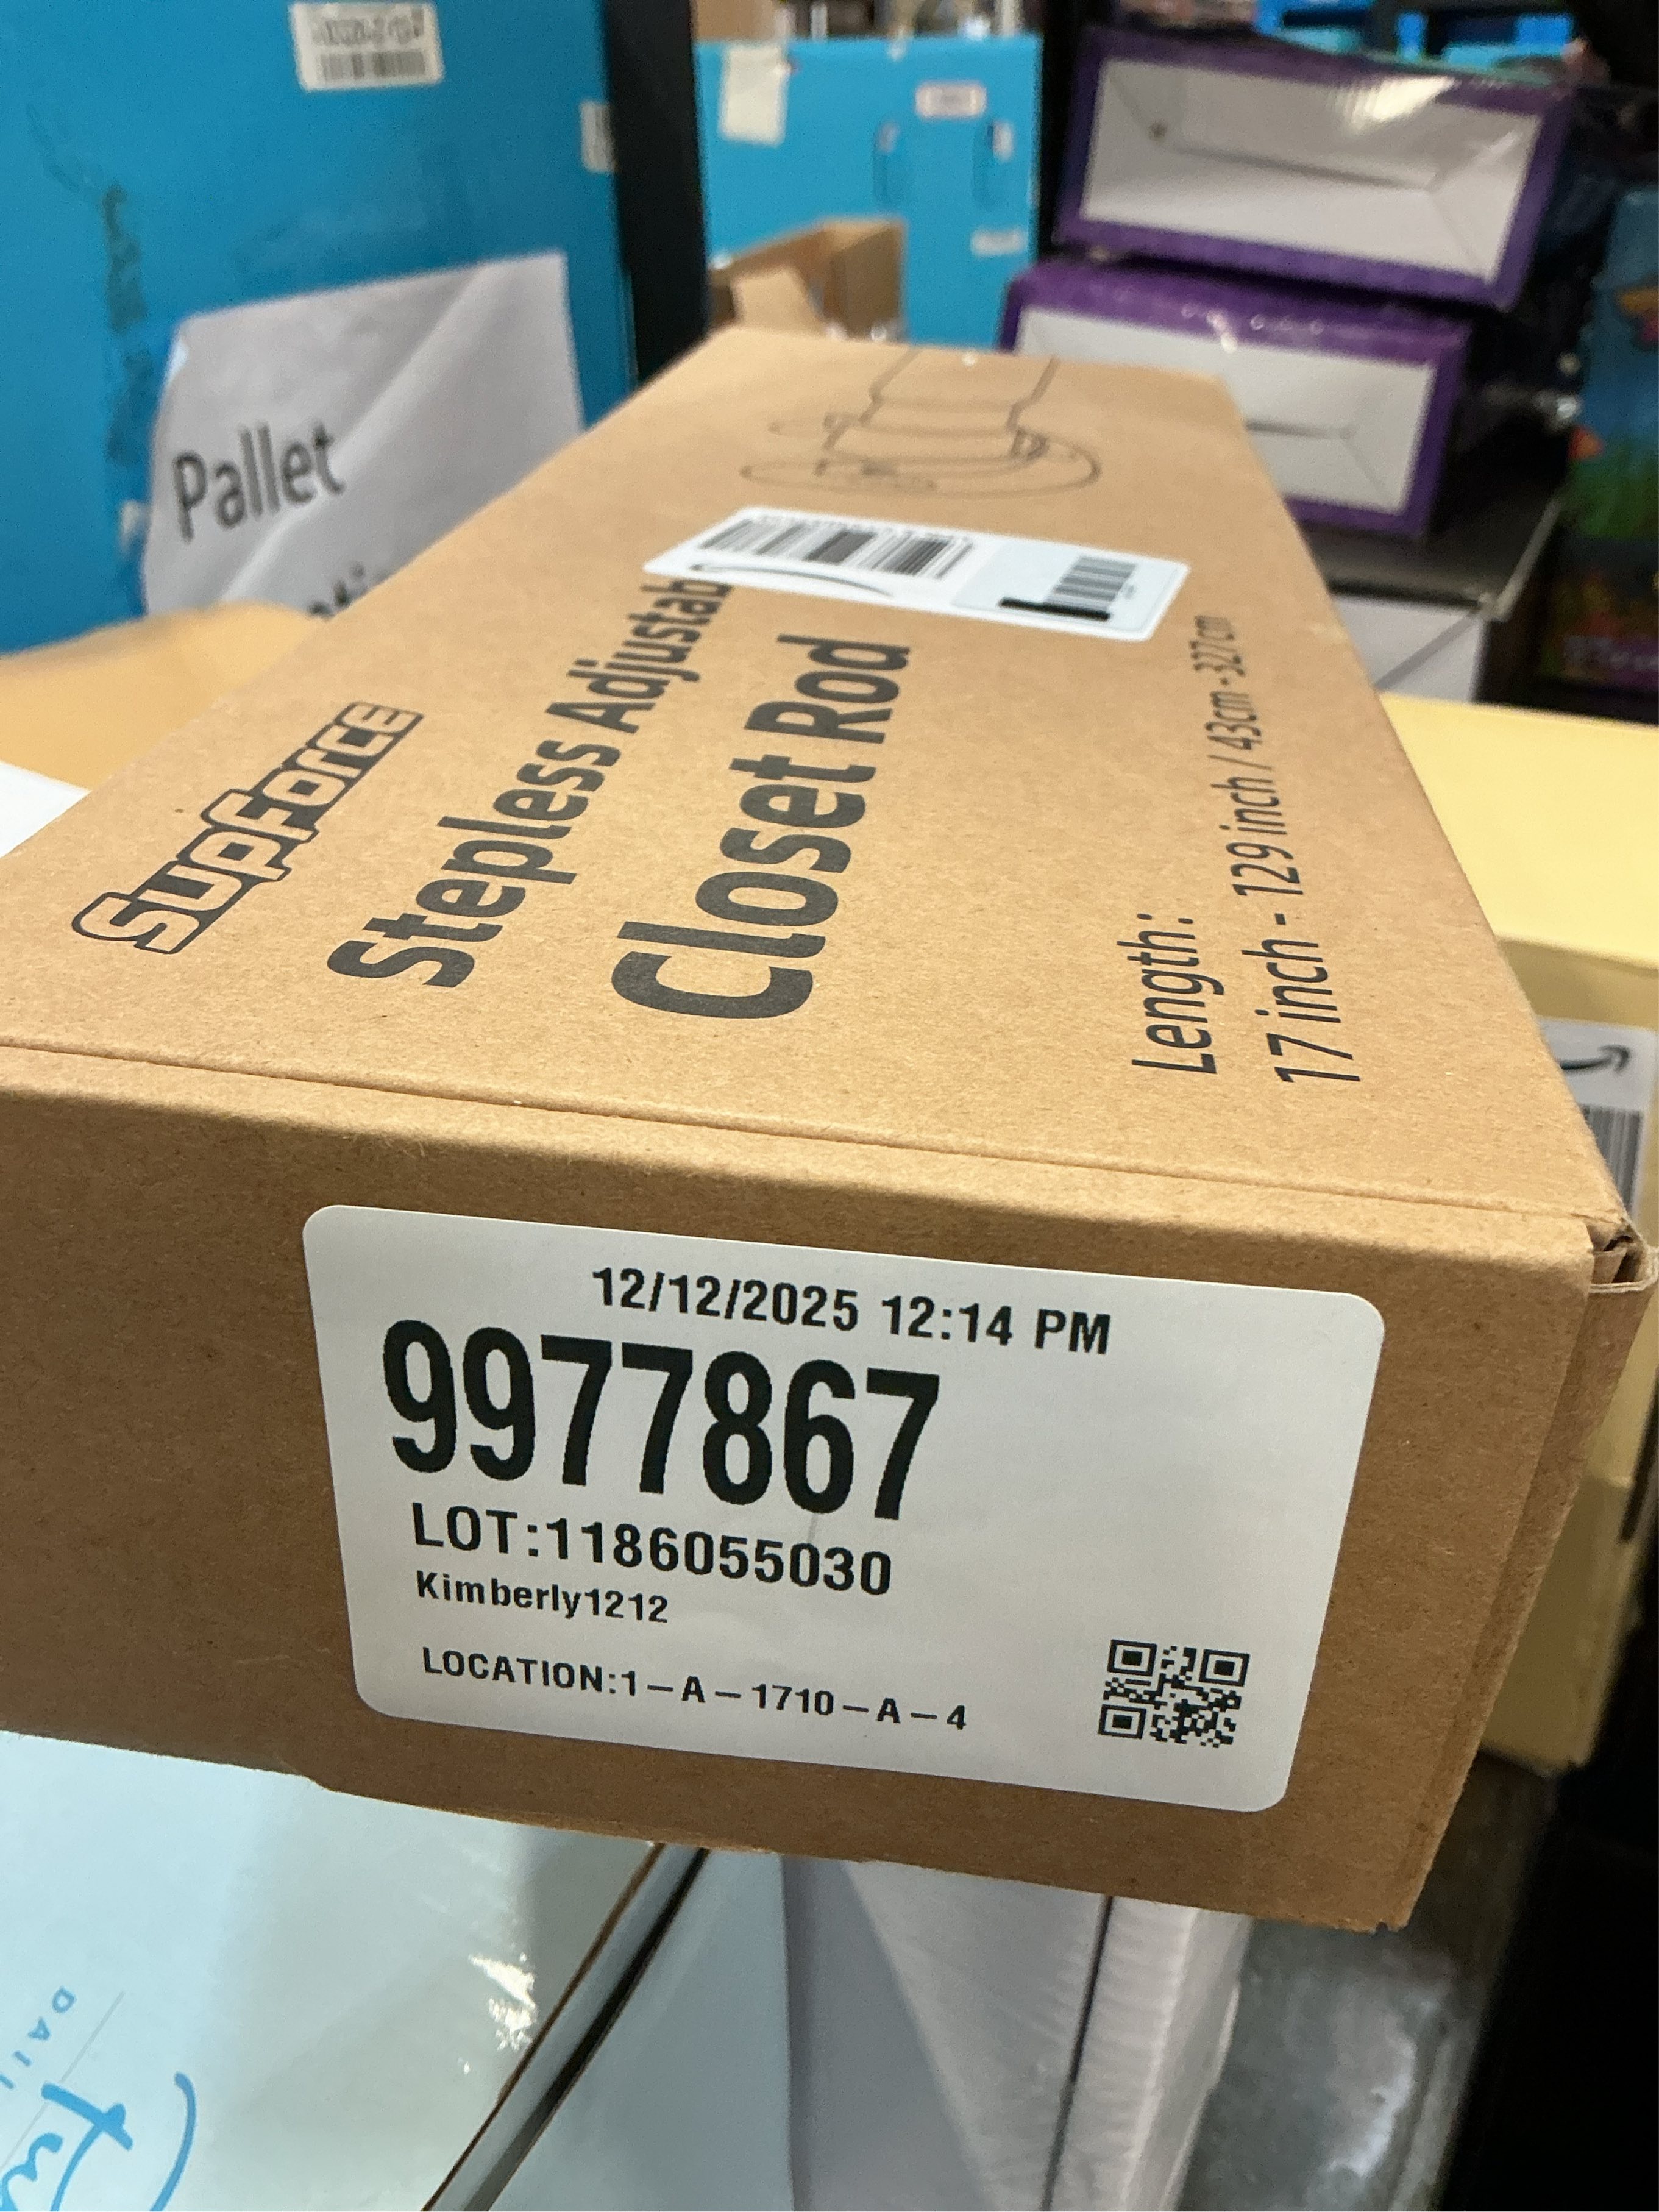 Pallet
SupForce
Stepless Adjustab
Closet Rod
Length:
17 inch - 129 inch / 43cm - 327cm
12/12/2025 12:14 PM
9977867
LOT:1186055030
Kimberly1212
LOCATION:1-A-1710-A-4